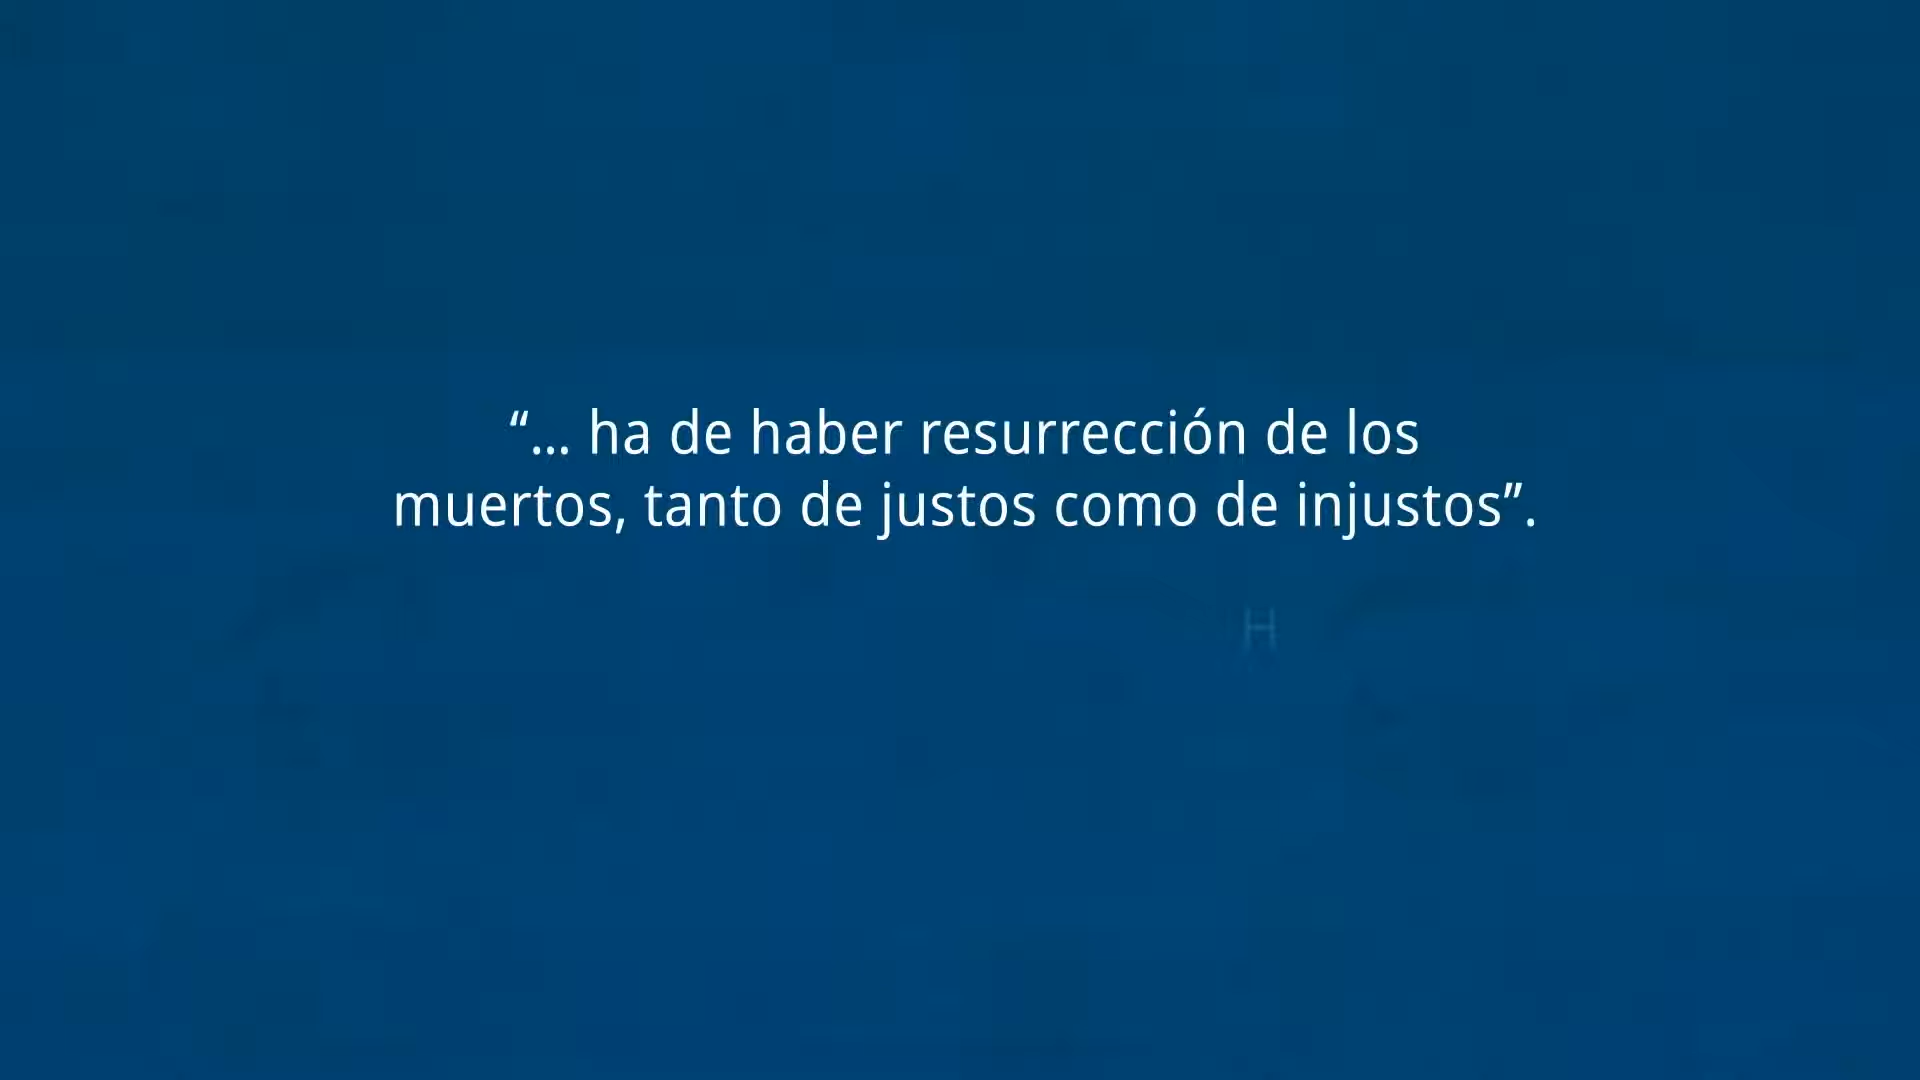 “... ha de haber resurrección de los
muertos, tanto de justos como de injustos”.
H